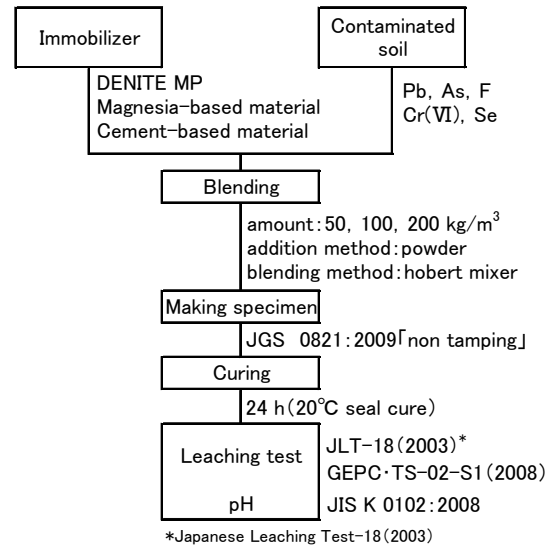 Immobilizer
Contaminated
soil
DENITE MP
Magnesia-based material
Cement-based material
Pb, As, F
Cr(Ⅵ), Se
Blending
amount:50, 100, 200 kg/m³
addition method:powder
blending method:hobert mixer
Making specimen
JGS 0821:2009「non tamping」
Curing
24 h(20℃ seal cure)
Leaching test
JLT-18(2003)*
GEPC・TS-02-S1(2008)
pH
JIS K 0102:2008
*Japanese Leaching Test-18(2003)